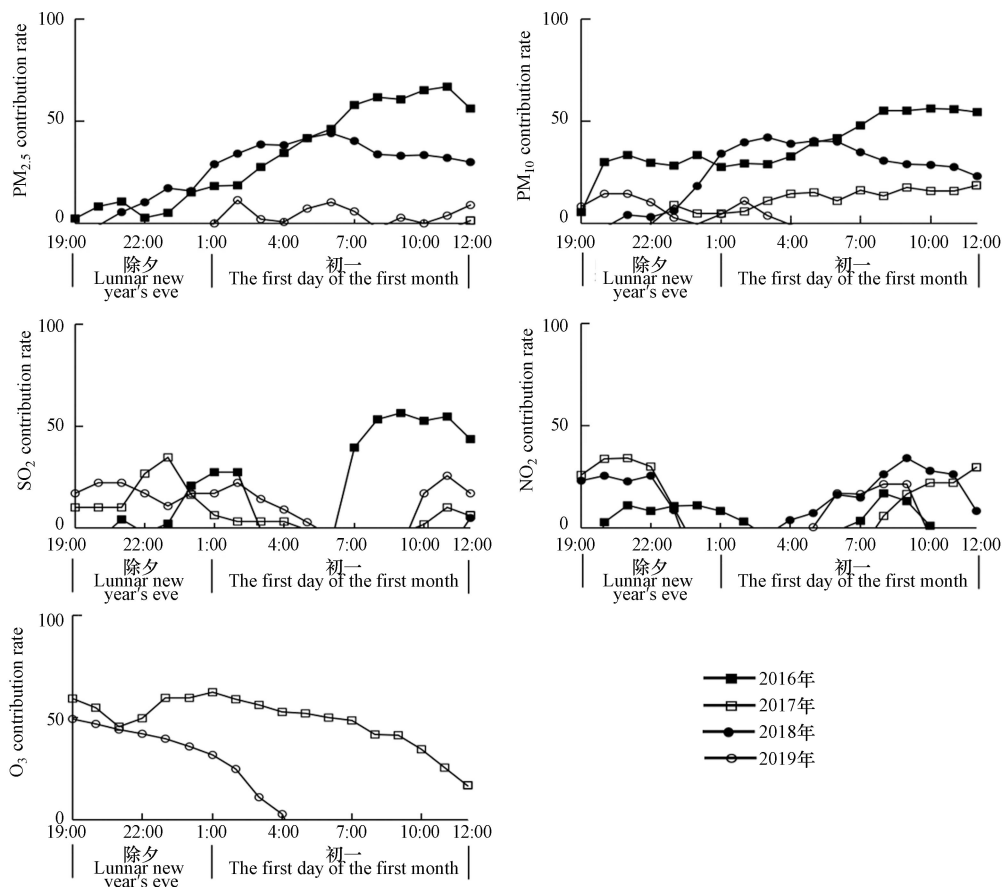 100
PM2.5 contribution rate
50
0
19:00 22:00 1:00 4:00 7:00 10:00 12:00
除夕
Lunnar new
year's eve
初一
The first day of the first month
100
PM10 contribution rate
50
0
19:00 22:00 1:00 4:00 7:00 10:00 12:00
除夕
Lunnar new
year's eve
初一
The first day of the first month
100
SO2 contribution rate
50
0
19:00 22:00 1:00 4:00 7:00 10:00 12:00
除夕
Lunnar new
year's eve
初一
The first day of the first month
100
NO2 contribution rate
50
0
19:00 22:00 1:00 4:00 7:00 10:00 12:00
除夕
Lunnar new
year's eve
初一
The first day of the first month
100
O3 contribution rate
50
0
19:00 22:00 1:00 4:00 7:00 10:00 12:00
除夕
Lunnar new
year's eve
初一
The first day of the first month
2016年
2017年
2018年
2019年